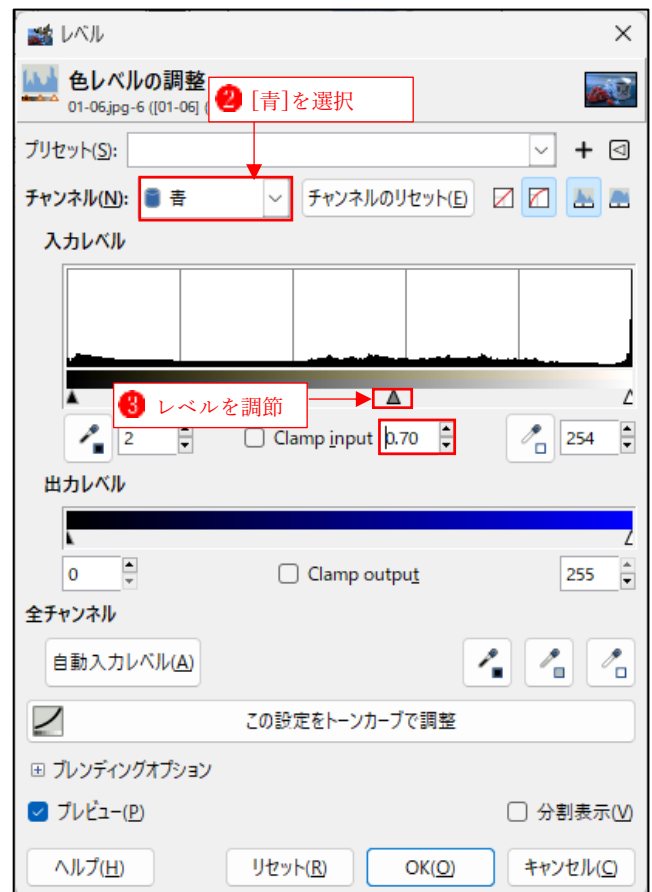 レベル
色レベルの調整
01-06.jpg-6 ([01-06] (
❷ [青]を選択
プリセット(S):
チャンネル(N): 青 チャンネルのリセット(E)
入力レベル
❸ レベルを調節
2 Clamp input 0.70 254
出力レベル
0 Clamp output 255
全チャンネル
自動入力レベル(A)
この設定をトーンカーブで調整
ブレンディングオプション
プレビュー(P) 分割表示(V)
ヘルプ(H) リセット(R) OK(O) キャンセル(C)